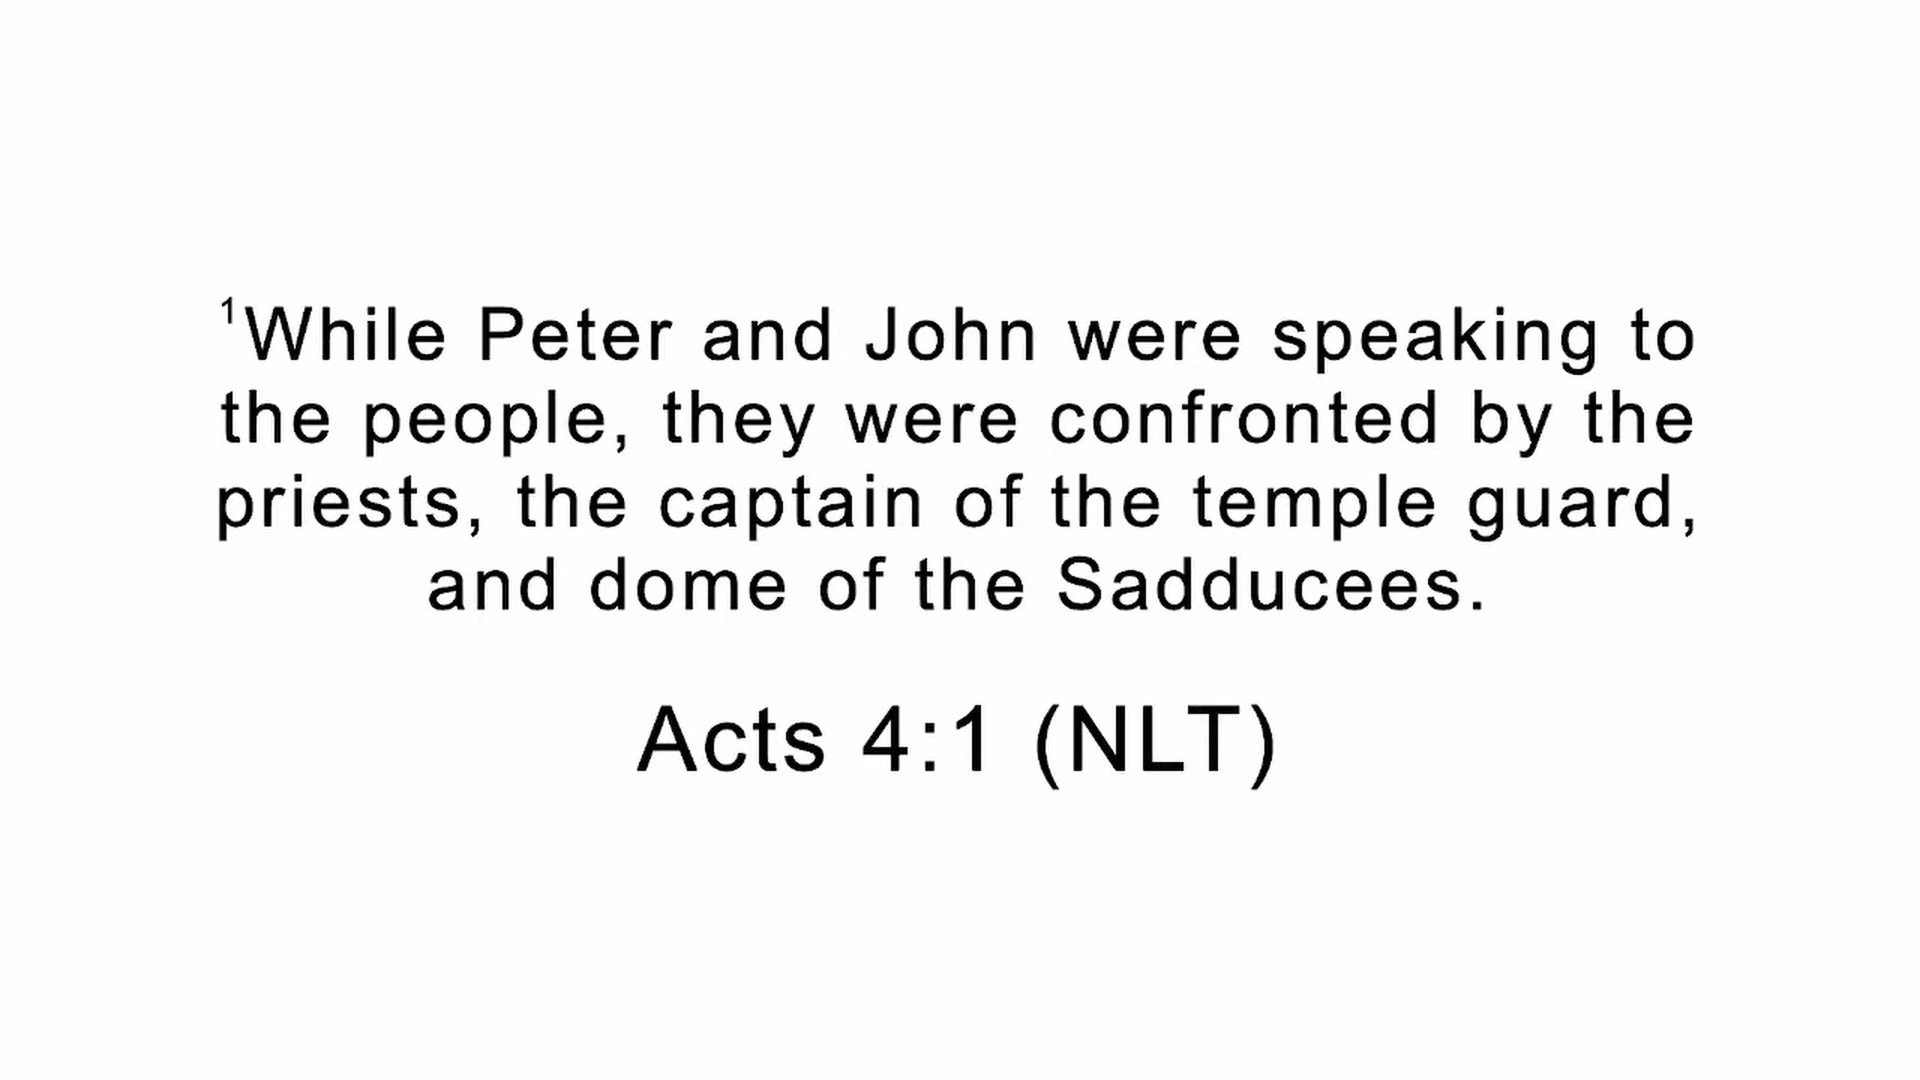 ¹While Peter and John were speaking to
the people, they were confronted by the
priests, the captain of the temple guard,
and dome of the Sadducees.
Acts 4:1 (NLT)